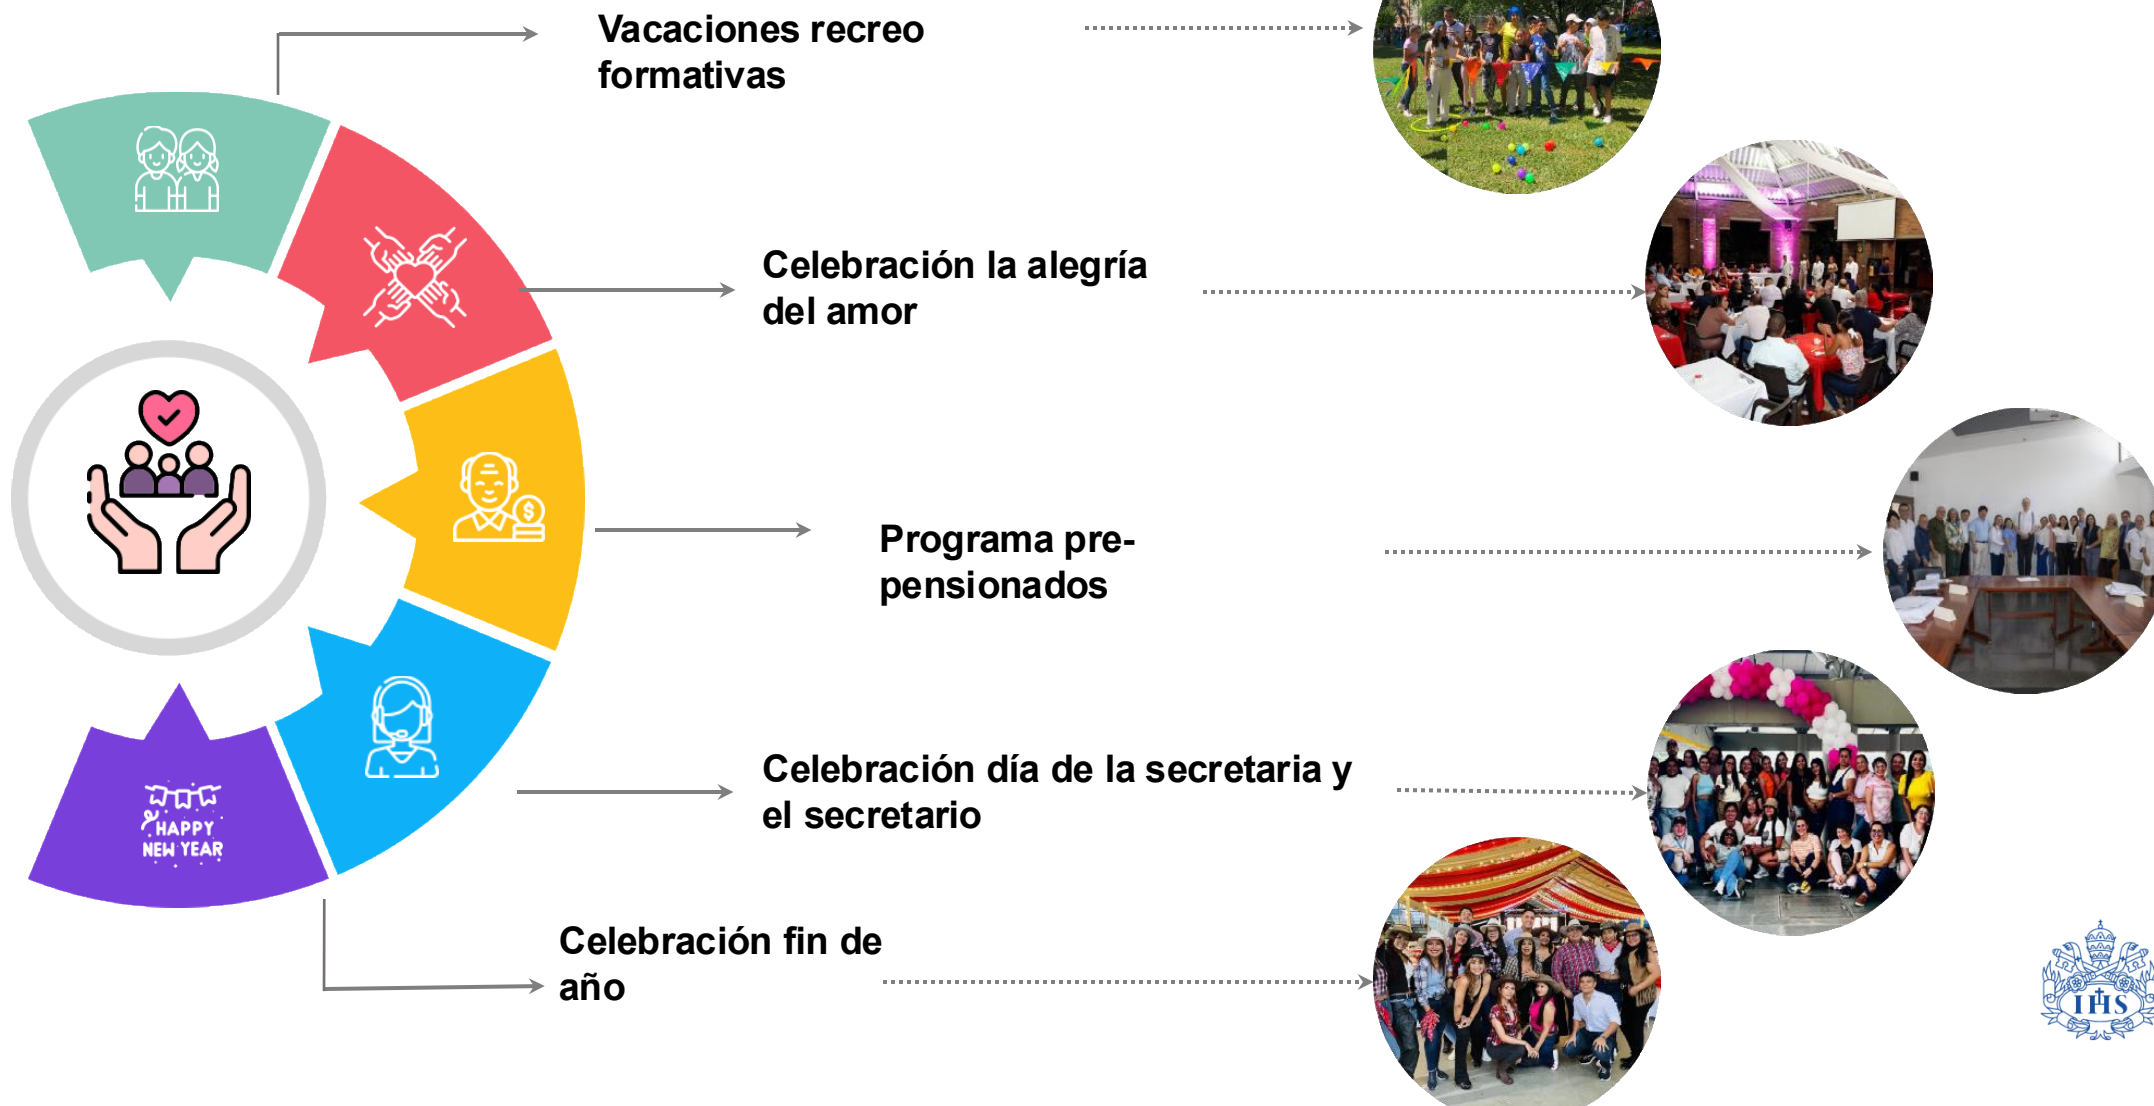 Vacaciones recreo
formativas
Celebración la alegría
del amor
Programa pre-
pensionados
$
Celebración día de la secretaria y
el secretario
HAPPY
NEW YEAR
Celebración fin de
año
IHS